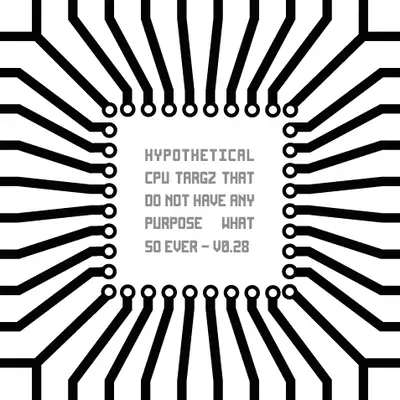 HYPOTHETICAL
CPU TARGZ THAT
DO NOT HAVE ANY
PURPOSE WHAT
SO EVER - V0.28